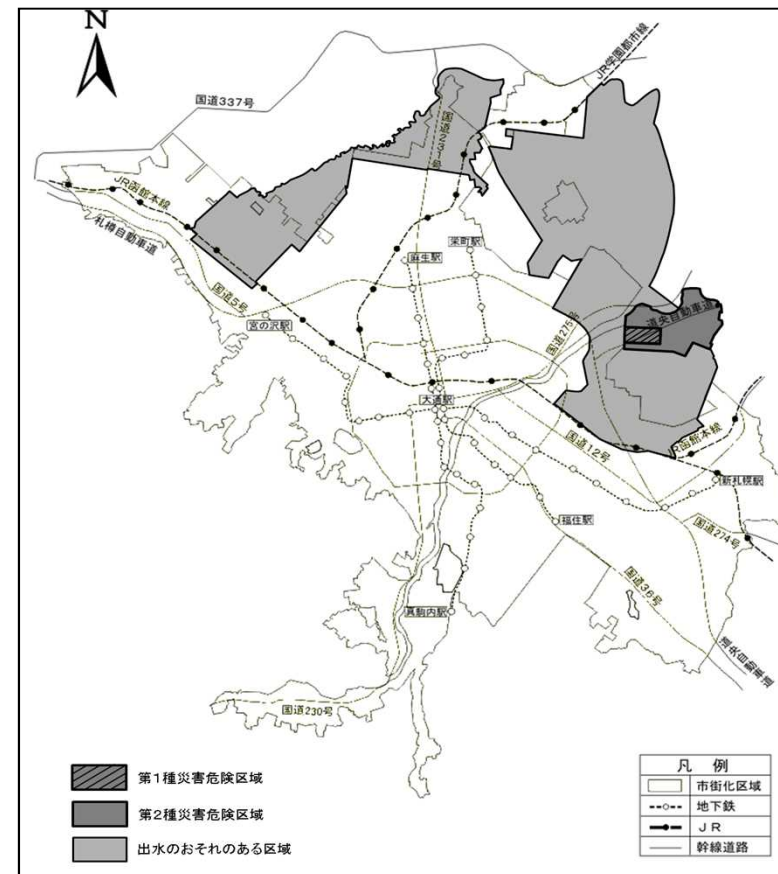 N
国道337号
JR学園都市線
国道231号
JR函館本線
札樽自動車道
国道5号
栄町駅
麻生駅
宮の沢駅
国道275号
道央自動車道
大通駅
国道12号
JR函館本線
新札幌駅
福住駅
国道274号
国道36号
真駒内駅
道央自動車道
国道230号
第1種災害危険区域
第2種災害危険区域
出水のおそれのある区域
凡 例
市街化区域
地下鉄
J R
幹線道路